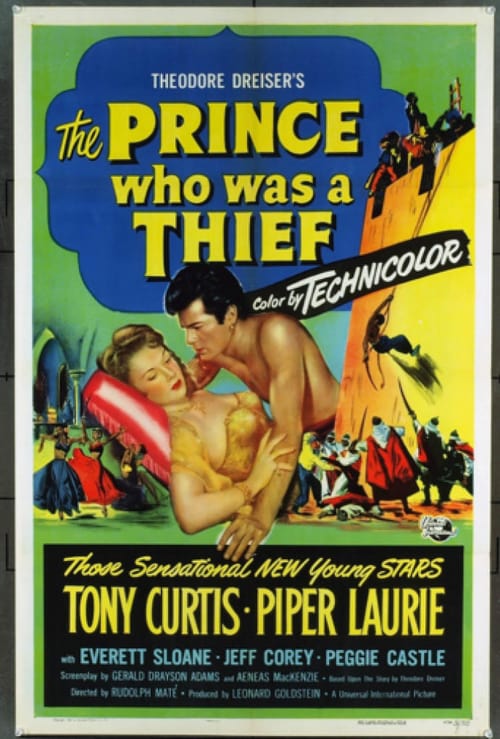 THEODORE DREISER'S
The PRINCE
who was a
THIEF
Color by TECHNICOLOR
Those Sensational NEW Young STARS
TONY CURTIS · PIPER LAURIE
with EVERETT SLOANE · JEFF COREY · PEGGIE CASTLE
Screenplay by GERALD DRAYSON ADAMS and AENEAS MacKENZIE · Based Upon The Story by Theodore Dreiser
Directed by RUDOLPH MATÉ · Produced by LEONARD GOLDSTEIN · A Universal-International Picture